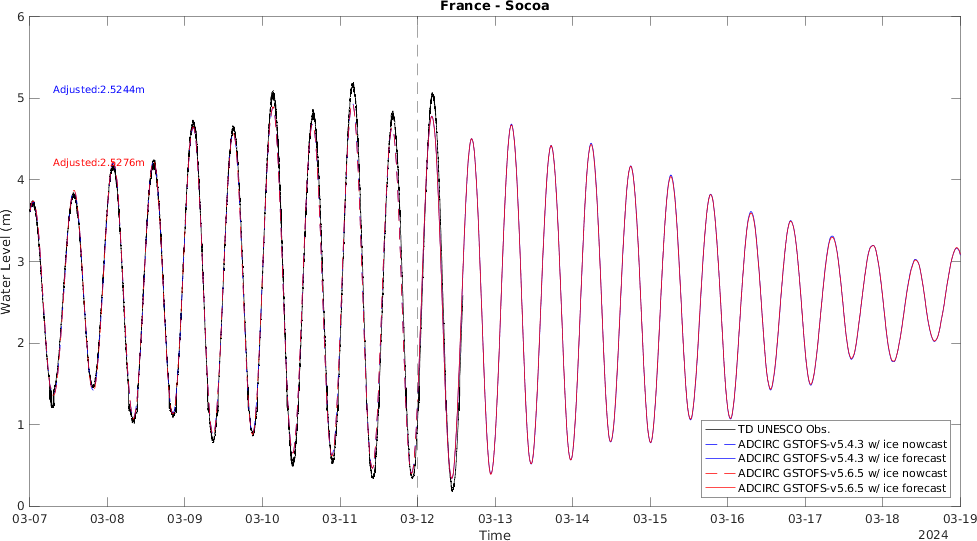 France - Socoa
6
5
4
3
2
1
0
Water Level (m)
Adjusted:2.5244m
Adjusted:2.5276m
TD UNESCO Obs.
ADCIRC GSTOFS-v5.4.3 w/ ice nowcast
ADCIRC GSTOFS-v5.4.3 w/ ice forecast
ADCIRC GSTOFS-v5.6.5 w/ ice nowcast
ADCIRC GSTOFS-v5.6.5 w/ ice forecast
03-07 03-08 03-09 03-10 03-11 03-12 03-13 03-14 03-15 03-16 03-17 03-18 03-19
Time
2024